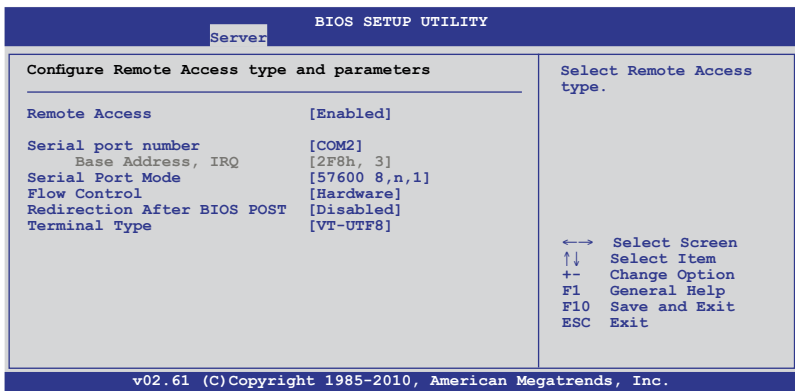 BIOS SETUP UTILITY
Server
Configure Remote Access type and parameters
Remote Access [Enabled]
Serial port number [COM2]
Base Address, IRQ [2F8h, 3]
Serial Port Mode [57600 8,n,1]
Flow Control [Hardware]
Redirection After BIOS POST [Disabled]
Terminal Type [VT-UTF8]
Select Remote Access
type.
←→ Select Screen
↑↓ Select Item
+- Change Option
F1 General Help
F10 Save and Exit
ESC Exit
v02.61 (C)Copyright 1985-2010, American Megatrends, Inc.